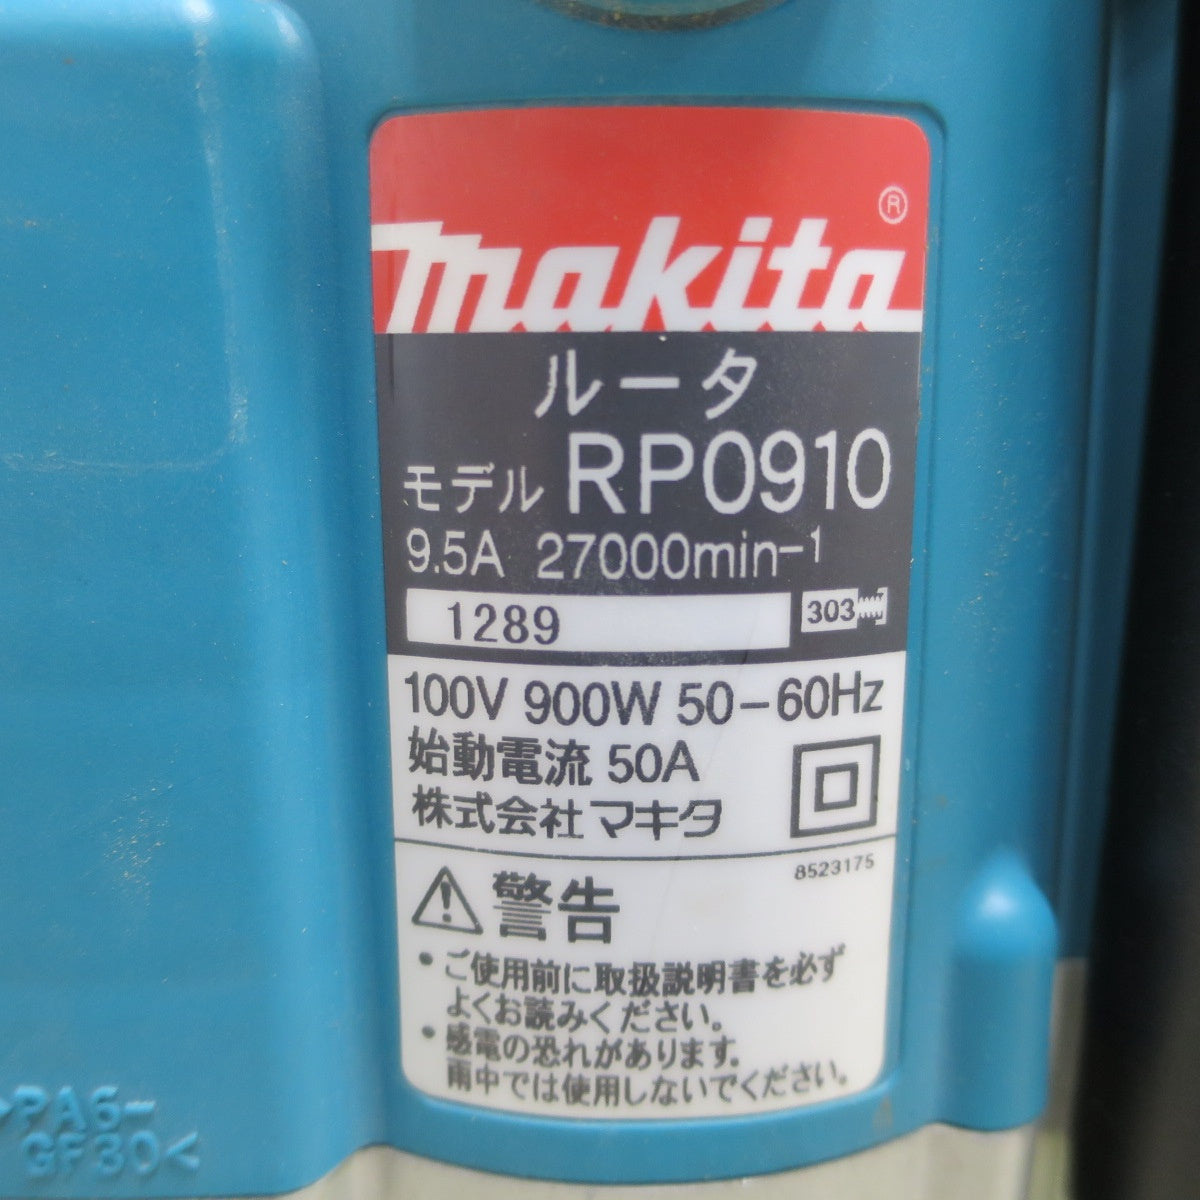 makita®
ルータ
モデル RP0910
9.5A 27000min-1
1289 303
100V 900W 50-60Hz
始動電流 50A
株式会社マキタ
8523175
警告
・ご使用前に取扱説明書を必ず
よくお読みください。
・感電の恐れがあります。
雨中では使用しないでください。
>PA6-
GF30<